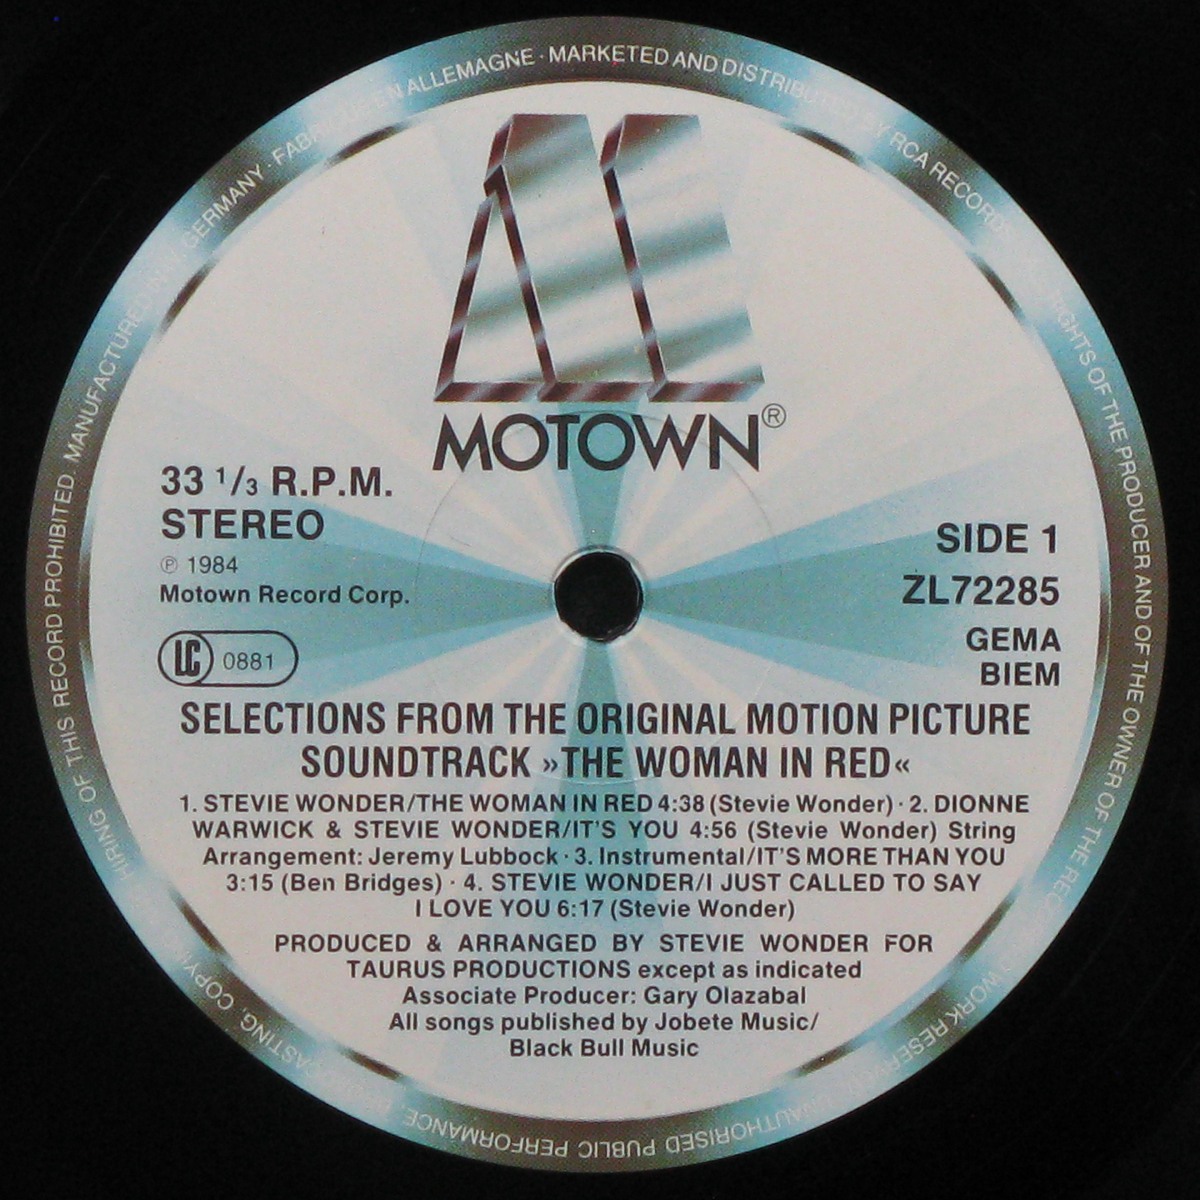 MOTOWN®
33 1/3 R.P.M.
STEREO
℗ 1984
Motown Record Corp.
LC 0881
SIDE 1
ZL72285
GEMA
BIEM
SELECTIONS FROM THE ORIGINAL MOTION PICTURE
SOUNDTRACK »THE WOMAN IN RED«
1. STEVIE WONDER/THE WOMAN IN RED 4:38 (Stevie Wonder) · 2. DIONNE
WARWICK & STEVIE WONDER/IT'S YOU 4:56 (Stevie Wonder) String
Arrangement: Jeremy Lubbock · 3. Instrumental/IT'S MORE THAN YOU
3:15 (Ben Bridges) · 4. STEVIE WONDER/I JUST CALLED TO SAY
I LOVE YOU 6:17 (Stevie Wonder)
PRODUCED & ARRANGED BY STEVIE WONDER FOR
TAURUS PRODUCTIONS except as indicated
Associate Producer: Gary Olazabal
All songs published by Jobete Music/
Black Bull Music
MANUFACTURED IN GERMANY · FABRIQUÉ EN ALLEMAGNE · MARKETED AND DISTRIBUTED BY RCA RECORDS RIGHTS OF THE PRODUCER AND OF THE OWNER OF THE WORK RESERVED UNAUTHORISED PUBLIC PERFORMANCE, HIRING OF THIS RECORD PROHIBITED.